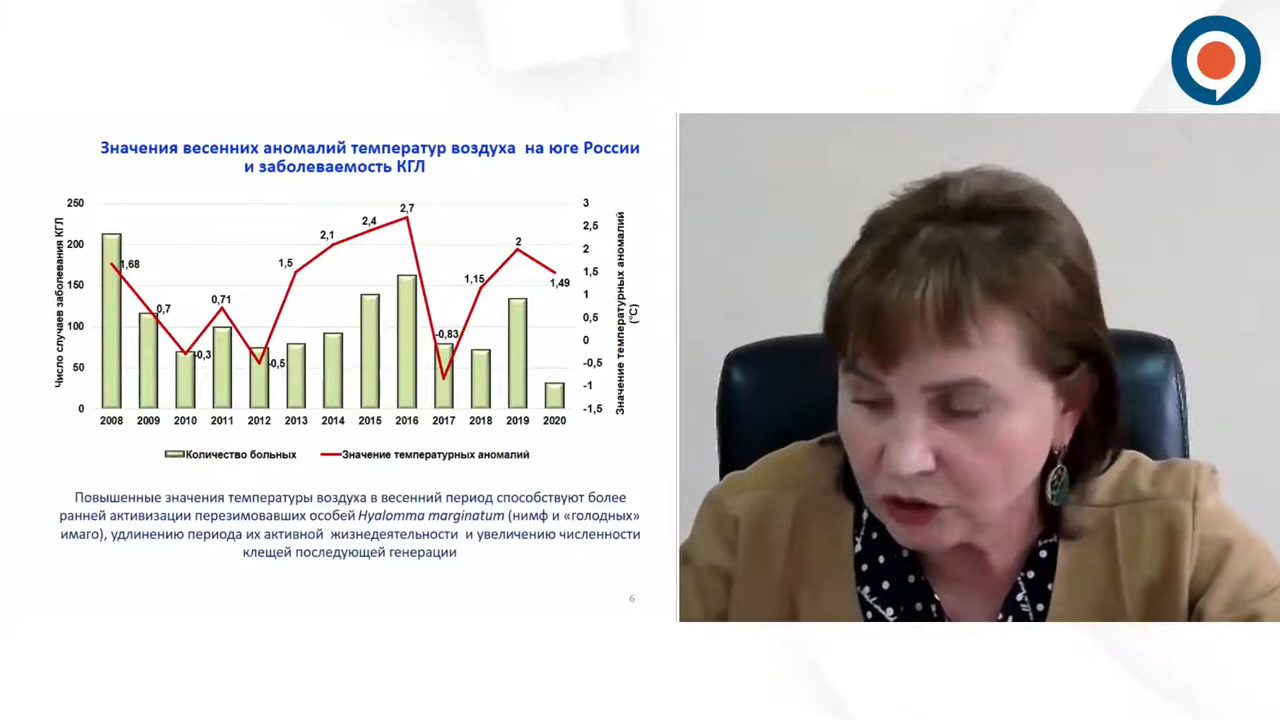 Значения весенних аномалий температур воздуха на юге России
и заболеваемость КГЛ
Число случаев заболевания КГЛ
250
200
150
100
50
0
3
2,5
2
1,5
1
0,5
0
-0,5
-1
-1,5
Значение температурных аномалий
(°C)
1,68
0,7
-0,3
0,71
-0,5
1,5
2,1
2,4
2,7
-0,83
1,15
2
1,49
2008 2009 2010 2011 2012 2013 2014 2015 2016 2017 2018 2019 2020
Количество больных Значение температурных аномалий
Повышенные значения температуры воздуха в весенний период способствуют более
ранней активизации перезимовавших особей Hyalomma marginatum (нимф и «голодных»
имаго), удлинению периода их активной жизнедеятельности и увеличению численности
клещей последующей генерации
6